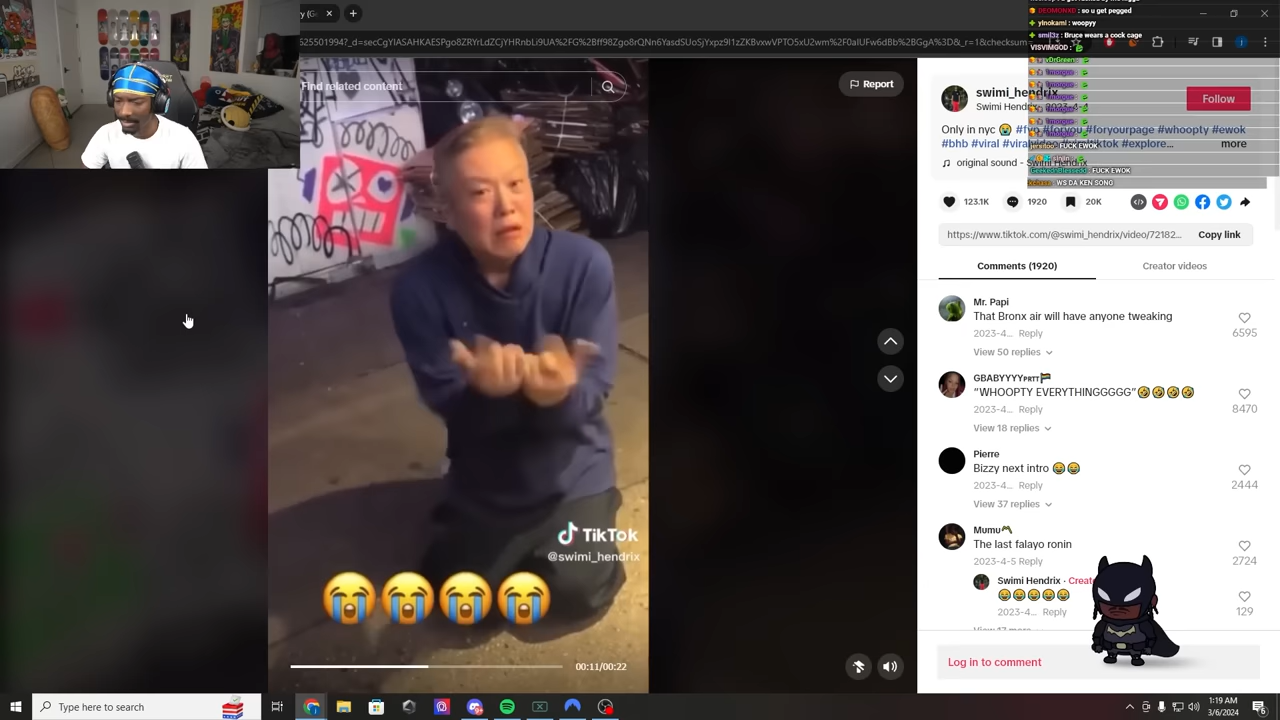 Find related content
Report
swimi_hendrix
Follow
Only in nyc 😭 #fyp #foryou #foryourpage #whoopty #ewok
#bhb #viral #explore...
more
original sound - Swimi Hendrix
123.1K
1920
20K
https://www.tiktok.com/@swimi_hendrix/video/72182...
Copy link
Comments (1920)
Creator videos
Mr. Papi
That Bronx air will have anyone tweaking
2023-4... Reply
6595
View 50 replies
GBABYYYYPRTT
“WHOOPTY EVERYTHINGGGGG”🤣🤣🤣🤣
2023-4... Reply
8470
View 18 replies
Pierre
Bizzy next intro 😂😂
2023-4... Reply
2444
View 37 replies
Mumu
The last falayo ronin
2023-4-5 Reply
2724
Swimi Hendrix ·
😂😂😂😂😂
2023-4... Reply
129
Log in to comment
DEOMONXD : so u get pegged
yinokami : woopyy
smil3z : Bruce wears a cock cage
VISVIMGOD :
vDrGreen :
FUCK EWOK
FUCK EWOK
WS DA KEN SONG
TikTok
@swimi_hendrix
😭😭😭😭
00:11/00:22
Type here to search
1:19 AM
3/6/2024